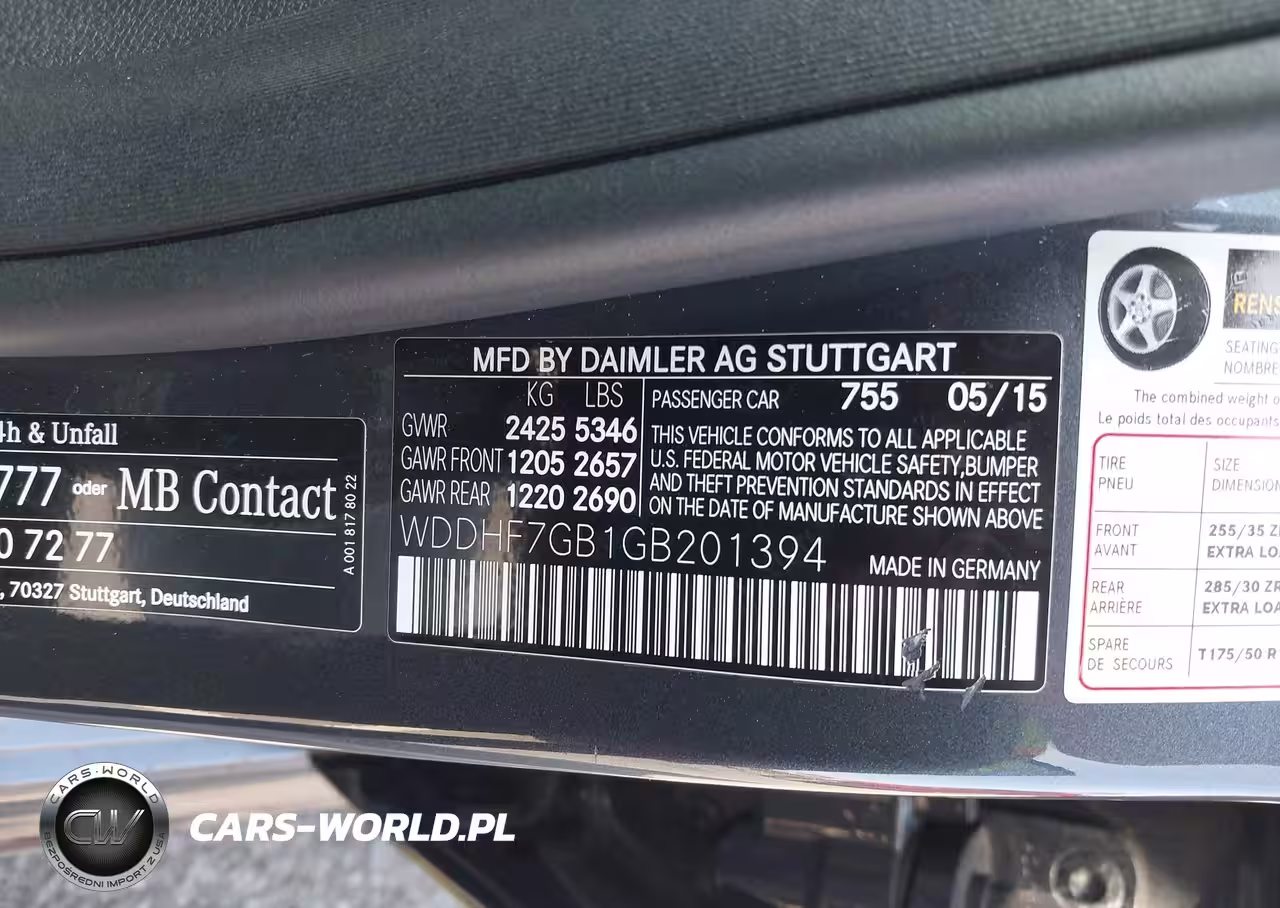 4h & Unfall
777 oder MB Contact
0 72 77
, 70327 Stuttgart, Deutschland
A 001 817 80 22
MFD BY DAIMLER AG STUTTGART
KG LBS
GVWR 2425 5346
GAWR FRONT 1205 2657
GAWR REAR 1220 2690
PASSENGER CAR 755 05/15
THIS VEHICLE CONFORMS TO ALL APPLICABLE
U.S. FEDERAL MOTOR VEHICLE SAFETY,BUMPER
AND THEFT PREVENTION STANDARDS IN EFFECT
ON THE DATE OF MANUFACTURE SHOWN ABOVE
WDDHF7GB1GB201394
MADE IN GERMANY
RENS
SEATING
NOMBRE
The combined weight o
Le poids total des occupants
TIRE SIZE
PNEU DIMENSION
FRONT 255/35 Z
AVANT EXTRA LOA
REAR 285/30 ZR
ARRIÈRE EXTRA LOA
SPARE T175/50 R
DE SECOURS
CARS-WORLD
CW
BEZPOŚREDNI IMPORT Z USA
CARS-WORLD.PL